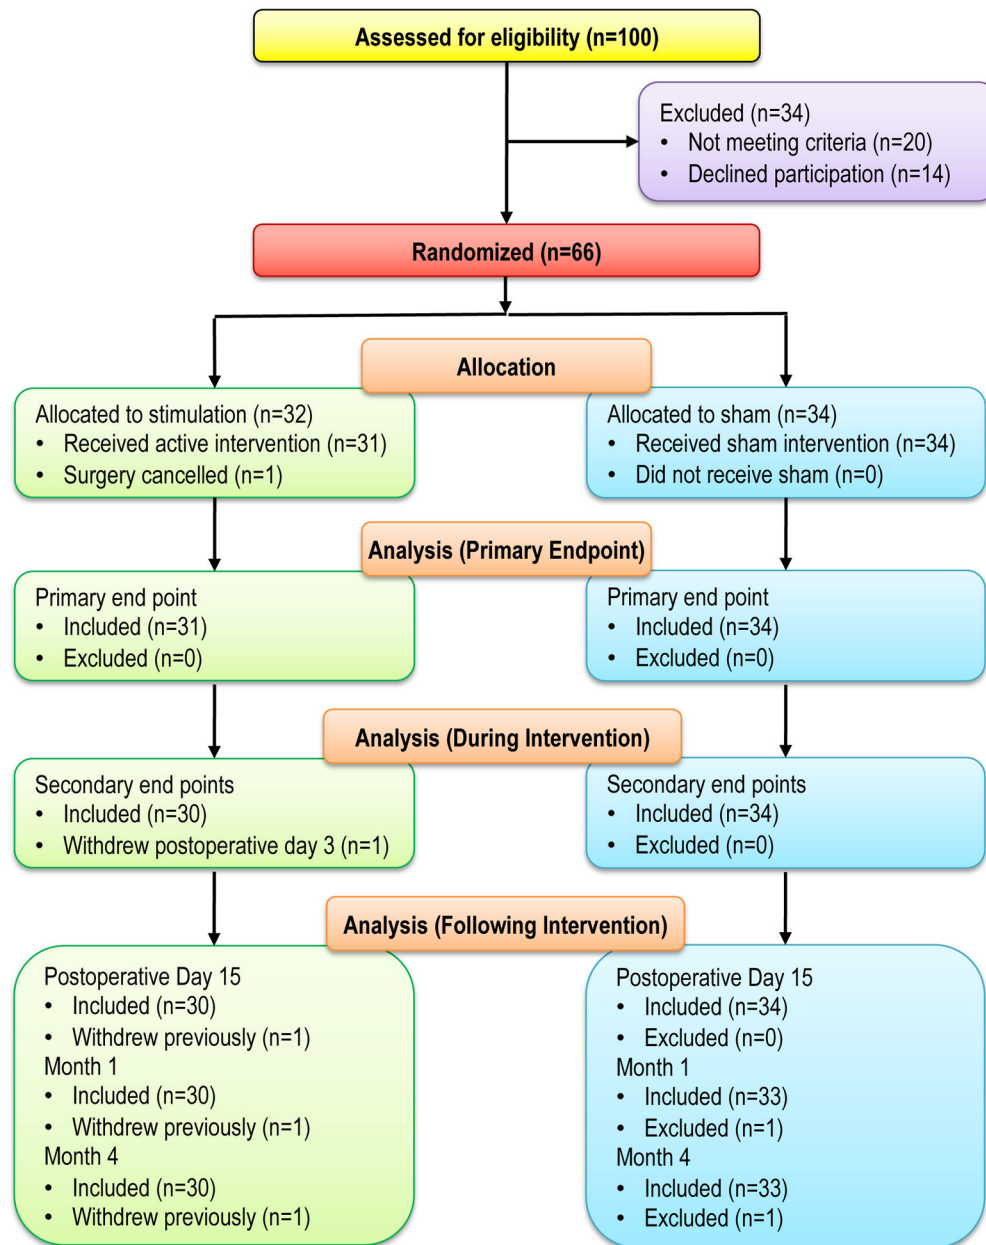 Assessed for eligibility (n=100)
Excluded (n=34)
• Not meeting criteria (n=20)
• Declined participation (n=14)
Randomized (n=66)
Allocation
Allocated to stimulation (n=32)
• Received active intervention (n=31)
• Surgery cancelled (n=1)
Allocated to sham (n=34)
• Received sham intervention (n=34)
• Did not receive sham (n=0)
Analysis (Primary Endpoint)
Primary end point
• Included (n=31)
• Excluded (n=0)
Primary end point
• Included (n=34)
• Excluded (n=0)
Analysis (During Intervention)
Secondary end points
• Included (n=30)
• Withdrew postoperative day 3 (n=1)
Secondary end points
• Included (n=34)
• Excluded (n=0)
Analysis (Following Intervention)
Postoperative Day 15
• Included (n=30)
• Withdrew previously (n=1)
Month 1
• Included (n=30)
• Withdrew previously (n=1)
Month 4
• Included (n=30)
• Withdrew previously (n=1)
Postoperative Day 15
• Included (n=34)
• Excluded (n=0)
Month 1
• Included (n=33)
• Excluded (n=1)
Month 4
• Included (n=33)
• Excluded (n=1)